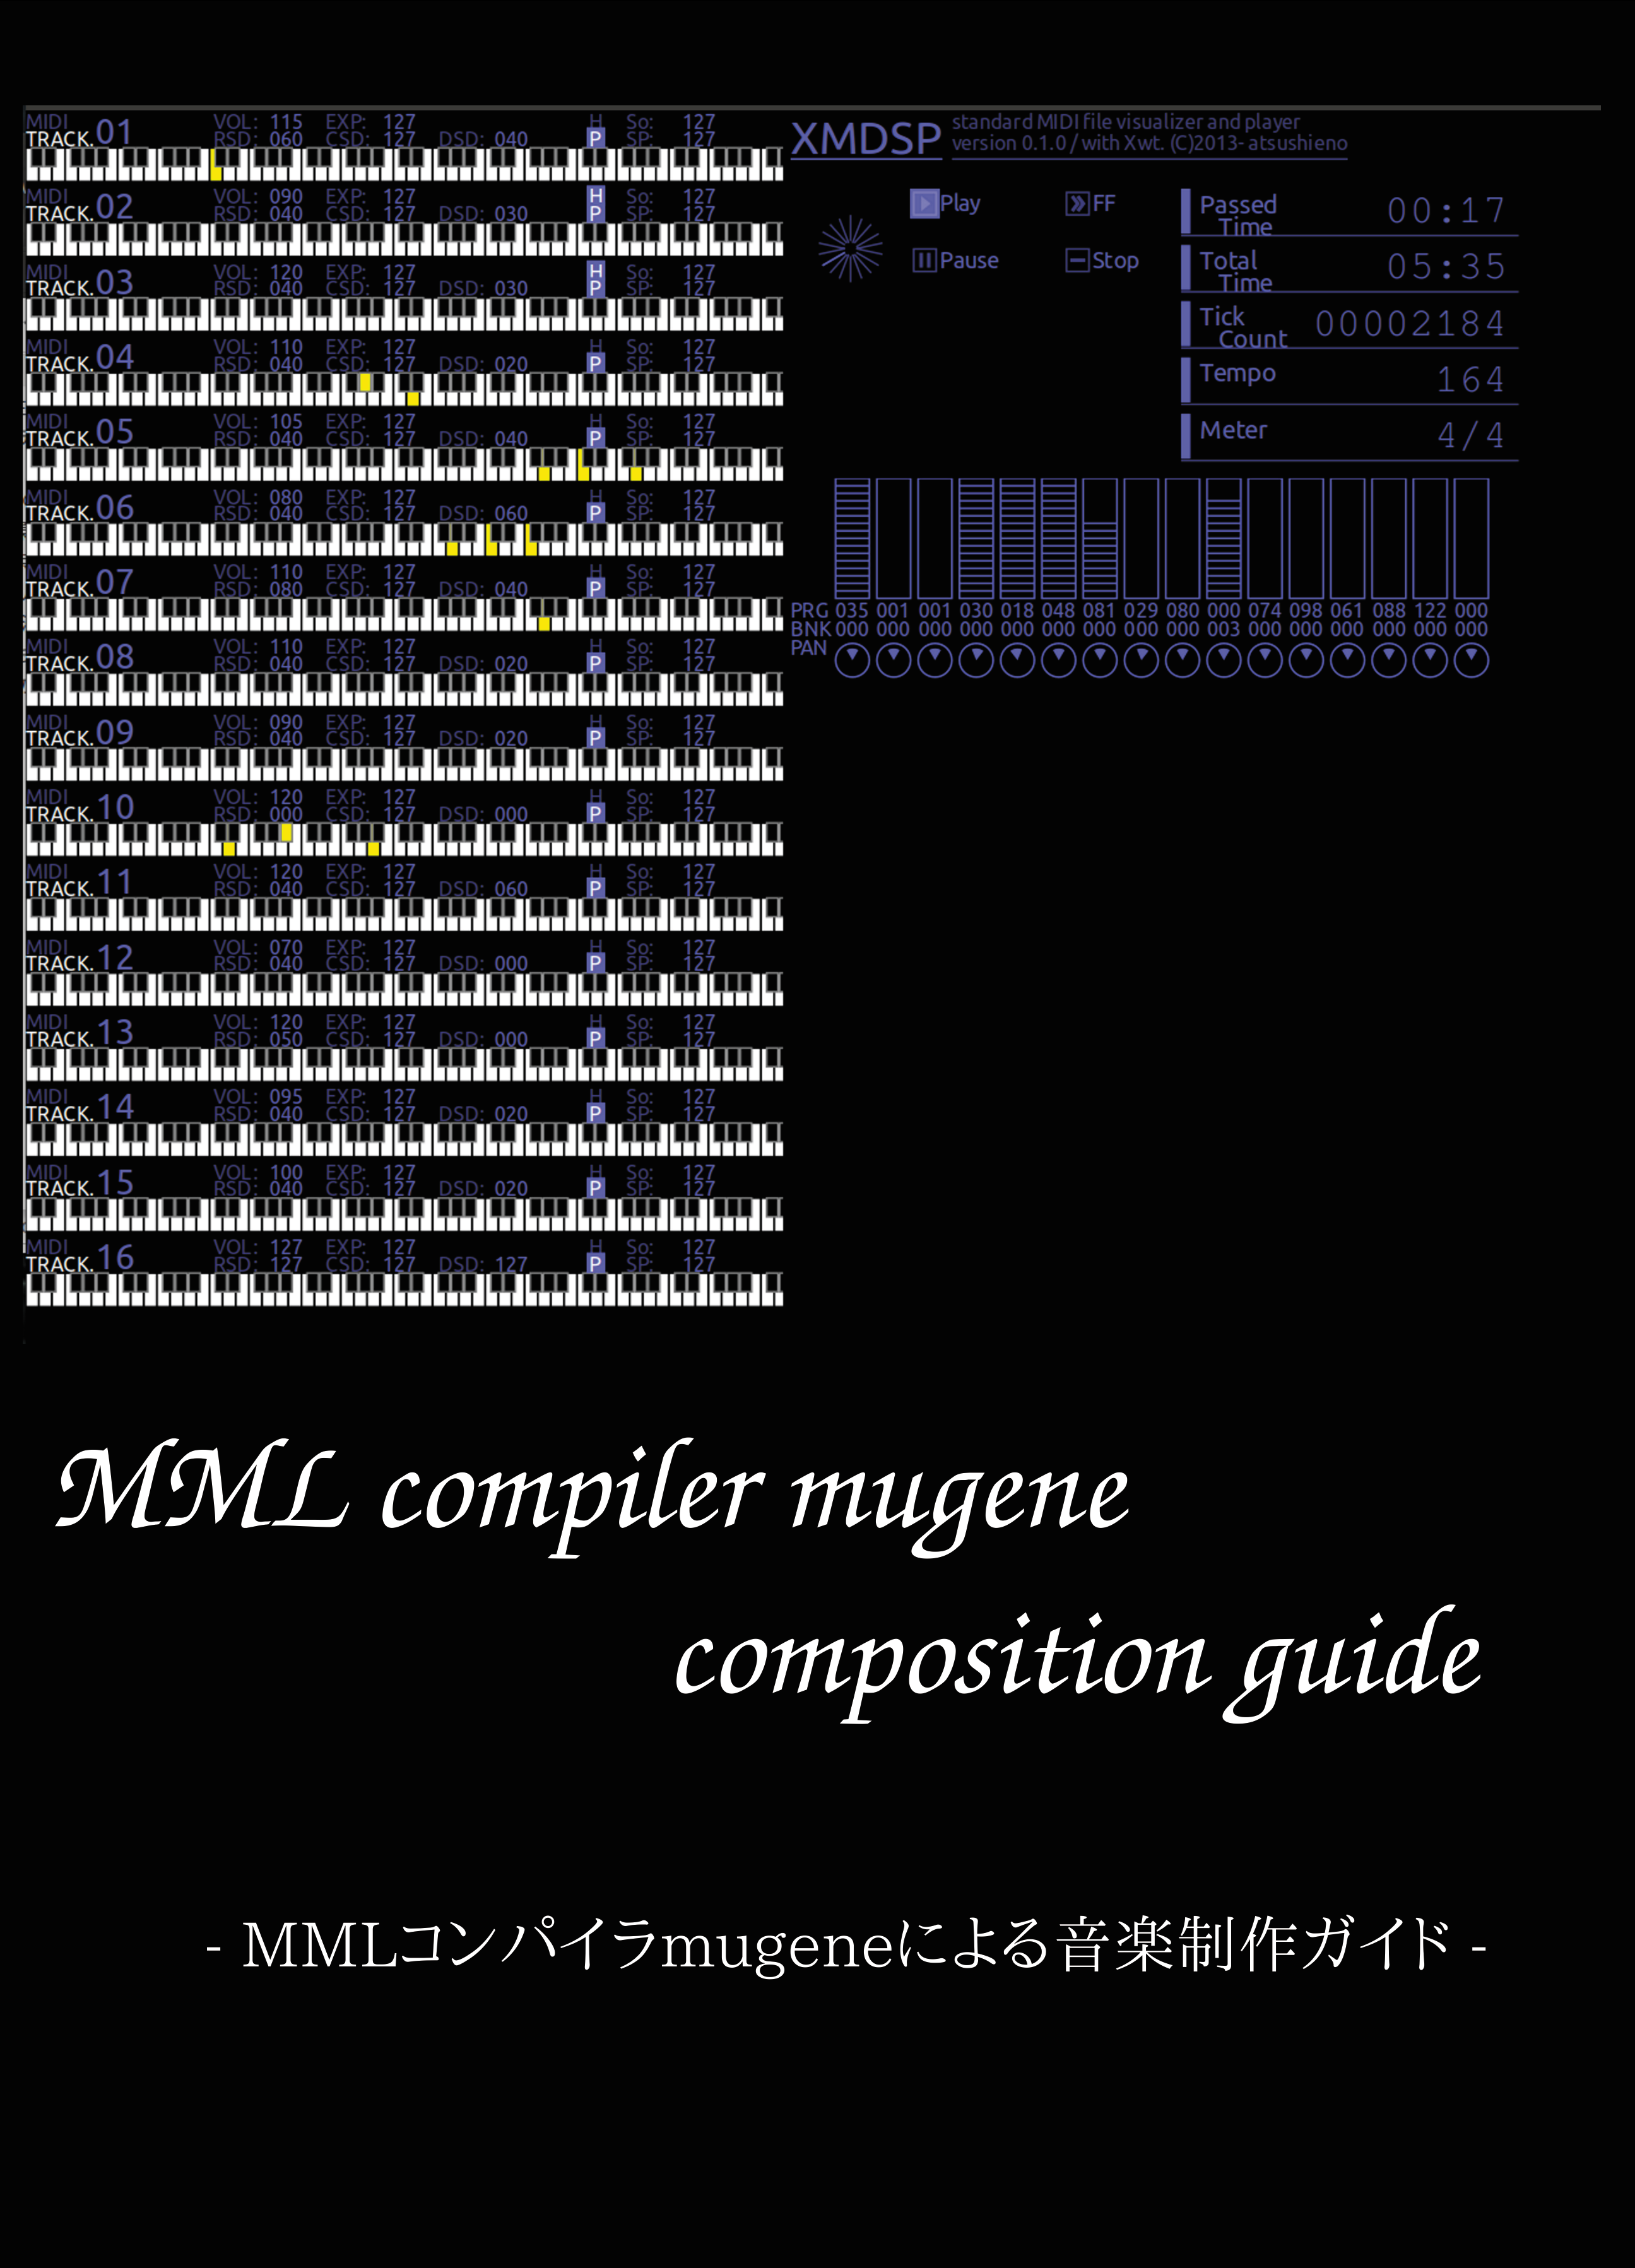 MIDI VOL: 115 EXP: 127 H So: 127
TRACK.01 RSD: 060 CSD: 127 DSD: 040 P SP: 127
MIDI VOL: 090 EXP: 127 H So: 127
TRACK.02 RSD: 040 CSD: 127 DSD: 030 P SP: 127
MIDI VOL: 120 EXP: 127 H So: 127
TRACK.03 RSD: 040 CSD: 127 DSD: 030 P SP: 127
MIDI VOL: 110 EXP: 127 H So: 127
TRACK.04 RSD: 040 CSD: 127 DSD: 020 P SP: 127
MIDI VOL: 105 EXP: 127 H So: 127
TRACK.05 RSD: 040 CSD: 127 DSD: 040 P SP: 127
MIDI VOL: 080 EXP: 127 H So: 127
TRACK.06 RSD: 040 CSD: 127 DSD: 060 P SP: 127
MIDI VOL: 110 EXP: 127 H So: 127
TRACK.07 RSD: 080 CSD: 127 DSD: 040 P SP: 127
MIDI VOL: 110 EXP: 127 H So: 127
TRACK.08 RSD: 040 CSD: 127 DSD: 020 P SP: 127
MIDI VOL: 090 EXP: 127 H So: 127
TRACK.09 RSD: 040 CSD: 127 DSD: 020 P SP: 127
MIDI VOL: 120 EXP: 127 H So: 127
TRACK.10 RSD: 000 CSD: 127 DSD: 000 P SP: 127
MIDI VOL: 120 EXP: 127 H So: 127
TRACK.11 RSD: 040 CSD: 127 DSD: 060 P SP: 127
MIDI VOL: 070 EXP: 127 H So: 127
TRACK.12 RSD: 040 CSD: 127 DSD: 000 P SP: 127
MIDI VOL: 120 EXP: 127 H So: 127
TRACK.13 RSD: 050 CSD: 127 DSD: 000 P SP: 127
MIDI VOL: 095 EXP: 127 H So: 127
TRACK.14 RSD: 040 CSD: 127 DSD: 020 P SP: 127
MIDI VOL: 100 EXP: 127 H So: 127
TRACK.15 RSD: 040 CSD: 127 DSD: 020 P SP: 127
MIDI VOL: 127 EXP: 127 H So: 127
TRACK.16 RSD: 127 CSD: 127 DSD: 127 P SP: 127
XMDSP
standard MIDI file visualizer and player
version 0.1.0 / with Xwt. (C)2013- atsushieno
Play FF
Pause Stop
Passed Time 00:17
Total Time 05:35
Tick Count 00002184
Tempo 164
Meter 4/4
PRG 035 001 001 030 018 048 081 029 080 000 074 098 061 088 122 000
BNK 000 000 000 000 000 000 000 000 000 003 000 000 000 000 000 000
PAN
MML compiler mugene
composition guide
- MMLコンパイラmugeneによる音楽制作ガイド -